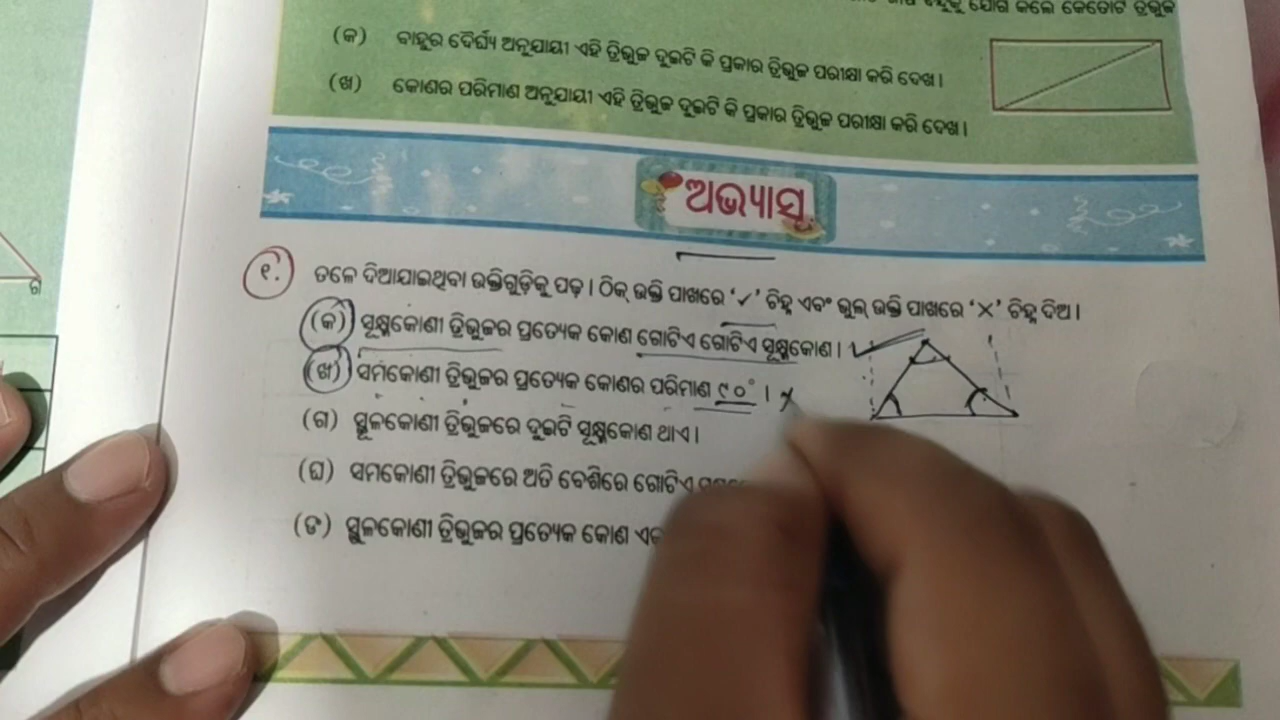 ଯୋଗ କଲେ କେତୋଟି ତ୍ରିଭୁଜ
(କ) ବାହୁର ଦୈର୍ଘ୍ୟ ଅନୁଯାୟୀ ଏହି ତ୍ରିଭୁଜ ଦୁଇଟି କି ପ୍ରକାର ତ୍ରିଭୁଜ ପରୀକ୍ଷା କରି ଦେଖ।
(ଖ) କୋଣର ପରିମାଣ ଅନୁଯାୟୀ ଏହି ତ୍ରିଭୁଜ ଦୁଇଟି କି ପ୍ରକାର ତ୍ରିଭୁଜ ପରୀକ୍ଷା କରି ଦେଖ।
ଅଭ୍ୟାସ
୧. ତଳେ ଦିଆଯାଇଥିବା ଉକ୍ତିଗୁଡ଼ିକୁ ପଢ଼। ଠିକ୍ ଉକ୍ତି ପାଖରେ ‘✓’ ଚିହ୍ନ ଏବଂ ଭୁଲ୍ ଉକ୍ତି ପାଖରେ ‘×’ ଚିହ୍ନ ଦିଅ।
(କ) ସୂକ୍ଷ୍ମକୋଣୀ ତ୍ରିଭୁଜର ପ୍ରତ୍ୟେକ କୋଣ ଗୋଟିଏ ଗୋଟିଏ ସୂକ୍ଷ୍ମକୋଣ। ✓
(ଖ) ସମକୋଣୀ ତ୍ରିଭୁଜର ପ୍ରତ୍ୟେକ କୋଣର ପରିମାଣ ୯୦°। ×
(ଗ) ସ୍ଥୂଳକୋଣୀ ତ୍ରିଭୁଜରେ ଦୁଇଟି ସୂକ୍ଷ୍ମକୋଣ ଥାଏ।
(ଘ) ସମକୋଣୀ ତ୍ରିଭୁଜରେ ଅତି ବେଶିରେ ଗୋଟିଏ
(ଙ) ସ୍ଥୂଳକୋଣୀ ତ୍ରିଭୁଜର ପ୍ରତ୍ୟେକ କୋଣ
ଗ